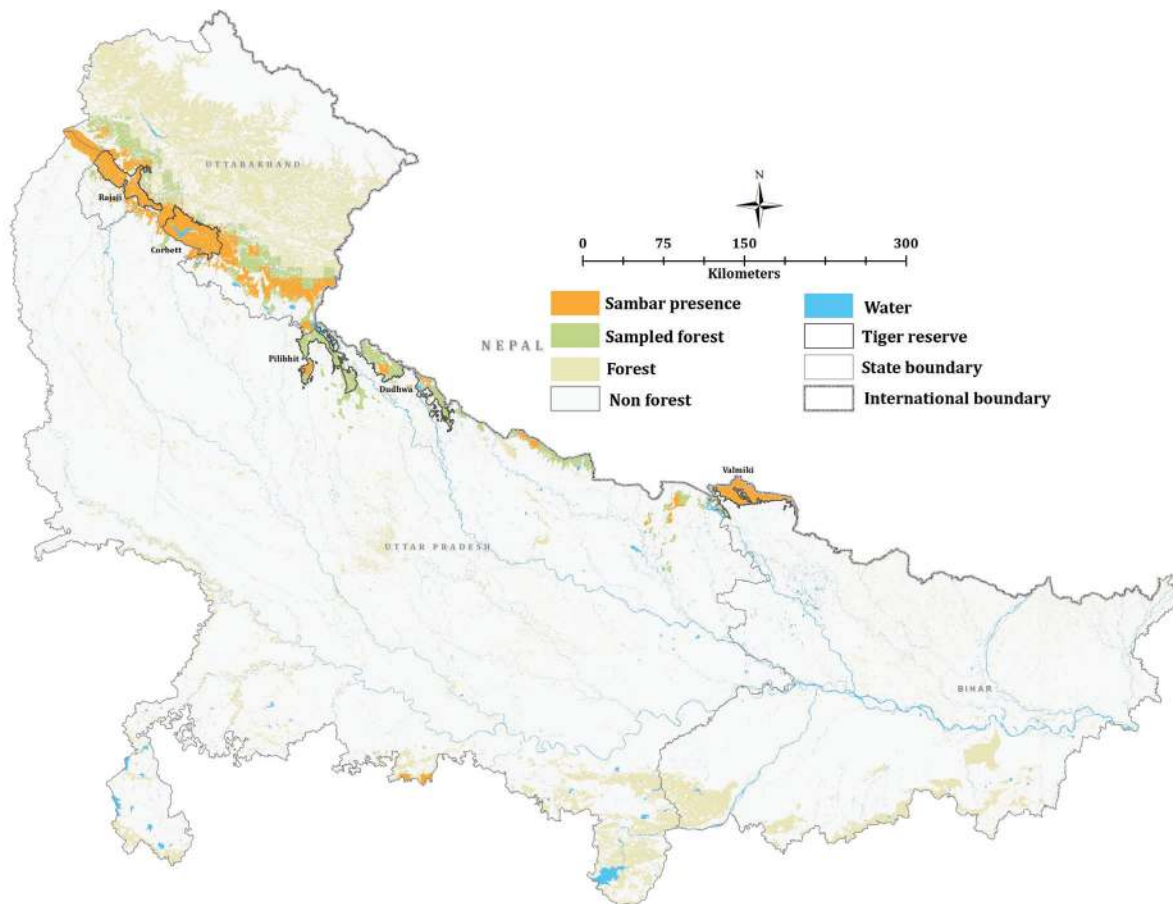 UTTARAKHAND
Rajaji
Corbett
N
0 75 150 300
Kilometers
Sambar presence
Sampled forest
Forest
Non forest
Water
Tiger reserve
State boundary
International boundary
NEPAL
Pilibhit
Dudhwa
Valmiki
UTTAR PRADESH
BIHAR